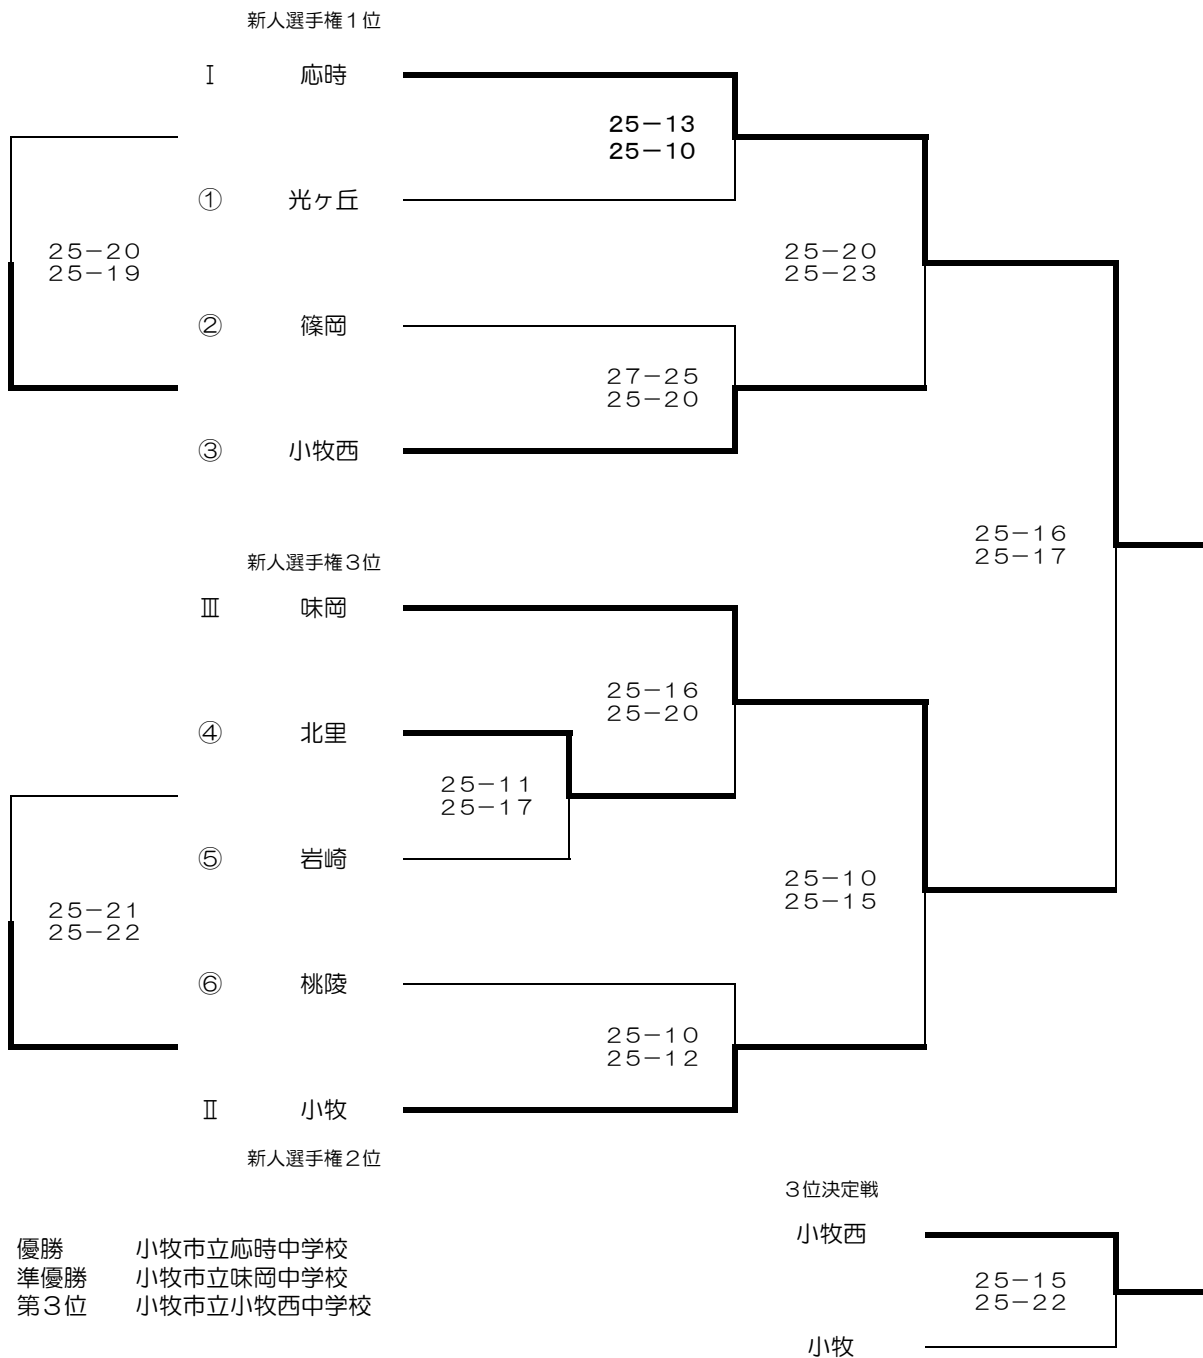 新人選手権１位
Ⅰ 応時
25－13
25－10
① 光ヶ丘
２５－２０
２５－１９
２５－２０
２５－２３
② 篠岡
２７－２５
２５－２０
③ 小牧西
２５－１６
２５－１７
新人選手権３位
Ⅲ 味岡
２５－１６
２５－２０
④ 北里
２５－１１
２５－１７
⑤ 岩崎
２５－１０
２５－１５
２５－２１
２５－２２
⑥ 桃陵
２５－１０
２５－１２
Ⅱ 小牧
新人選手権２位
３位決定戦
小牧西
２５－１５
２５－２２
小牧
優勝 小牧市立応時中学校
準優勝 小牧市立味岡中学校
第３位 小牧市立小牧西中学校